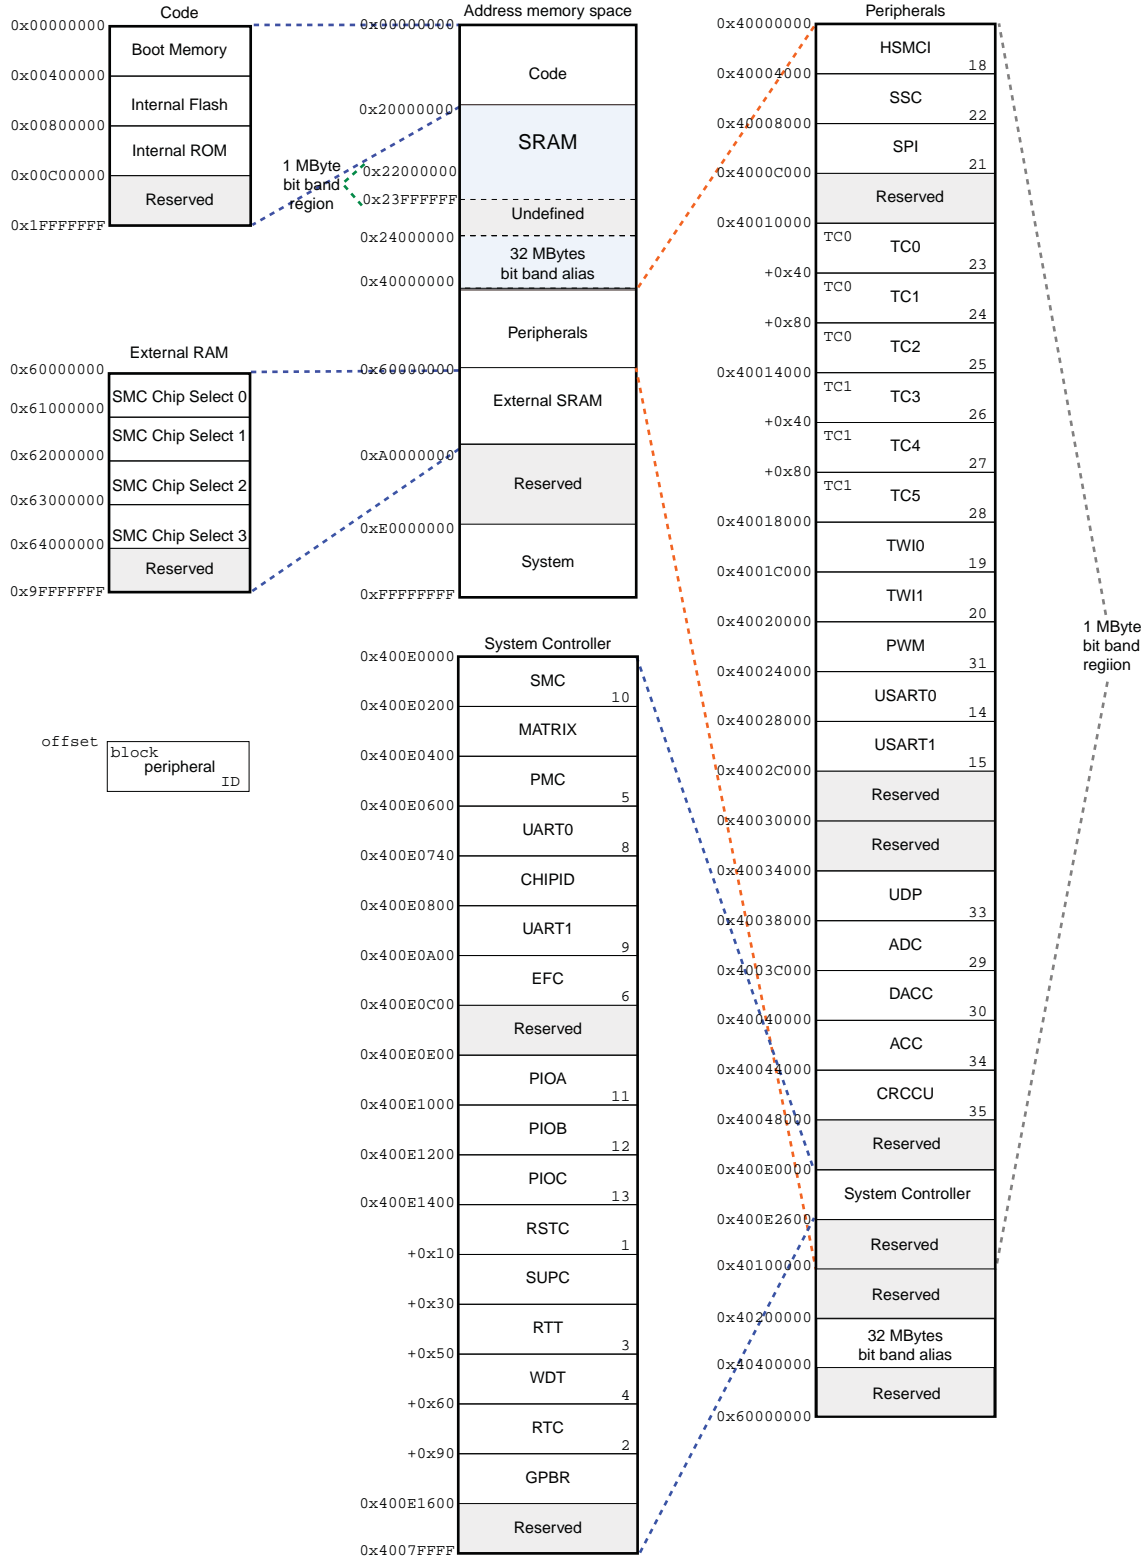 Code
0x00000000
Boot Memory
0x00400000
Internal Flash
0x00800000
Internal ROM
0x00C00000
Reserved
0x1FFFFFFF
1 MByte
bit band
region
External RAM
0x60000000
SMC Chip Select 0
0x61000000
SMC Chip Select 1
0x62000000
SMC Chip Select 2
0x63000000
SMC Chip Select 3
0x64000000
Reserved
0x9FFFFFFF
offset
block
peripheral
ID
Address memory space
0x00000000
Code
0x20000000
SRAM
0x22000000
0x23FFFFFF
Undefined
0x24000000
32 MBytes
bit band alias
0x40000000
Peripherals
0x60000000
External SRAM
0xA0000000
Reserved
0xE0000000
System
0xFFFFFFFF
System Controller
0x400E0000
SMC
10
0x400E0200
MATRIX
0x400E0400
PMC
5
0x400E0600
UART0
8
0x400E0740
CHIPID
0x400E0800
UART1
9
0x400E0A00
EFC
6
0x400E0C00
Reserved
0x400E0E00
PIOA
11
0x400E1000
PIOB
12
0x400E1200
PIOC
13
0x400E1400
RSTC
1
+0x10
SUPC
+0x30
RTT
3
+0x50
WDT
4
+0x60
RTC
2
+0x90
GPBR
0x400E1600
Reserved
0x4007FFFF
Peripherals
0x40000000
HSMCI
18
0x40004000
SSC
22
0x40008000
SPI
21
0x4000C000
Reserved
0x40010000
TC0
TC0
23
+0x40
TC0
TC1
24
+0x80
TC0
TC2
25
0x40014000
TC1
TC3
26
+0x40
TC1
TC4
27
+0x80
TC1
TC5
28
0x40018000
TWI0
19
0x4001C000
TWI1
20
0x40020000
PWM
31
0x40024000
USART0
14
0x40028000
USART1
15
0x4002C000
Reserved
0x40030000
Reserved
0x40034000
UDP
33
0x40038000
ADC
29
0x4003C000
DACC
30
0x40040000
ACC
34
0x40044000
CRCCU
35
0x40048000
Reserved
0x400E0000
System Controller
0x400E2600
Reserved
0x40100000
Reserved
0x40200000
32 MBytes
bit band alias
0x40400000
Reserved
0x60000000
1 MByte
bit band
regiion